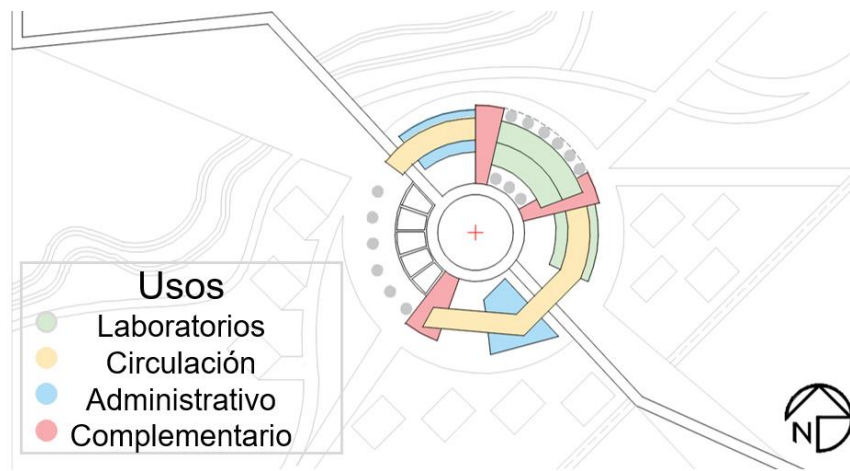 Usos
Laboratorios
Circulación
Administrativo
Complementario
N